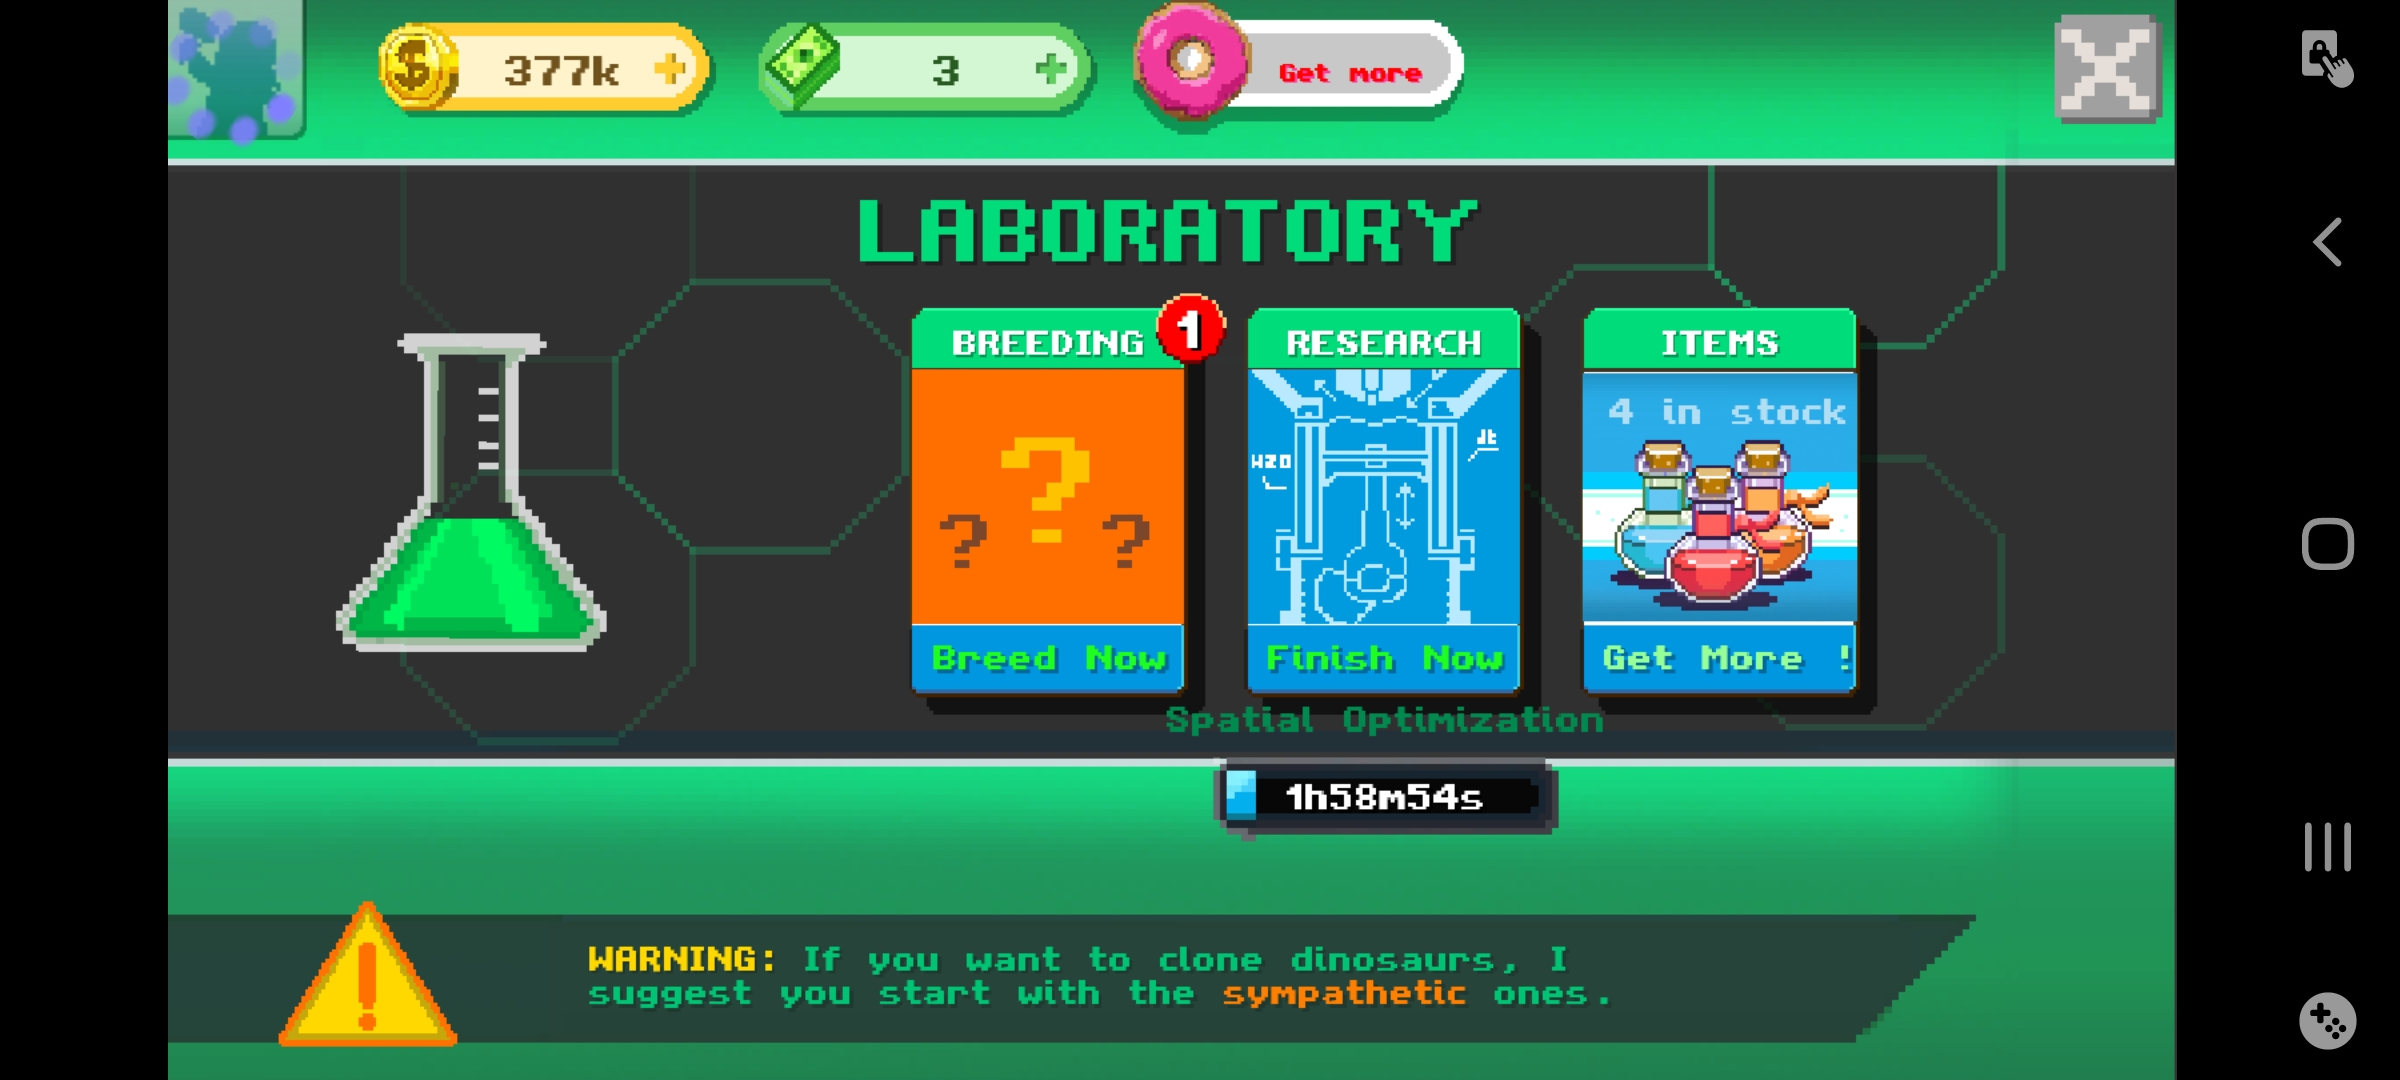 377k
3
Get more
LABORATORY
BREEDING
1
RESEARCH
ITEMS
4 in stock
H2O
dt
Breed Now
Finish Now
Get More !
Spatial Optimization
1h58m54s
WARNING: If you want to clone dinosaurs, I
suggest you start with the sympathetic ones.